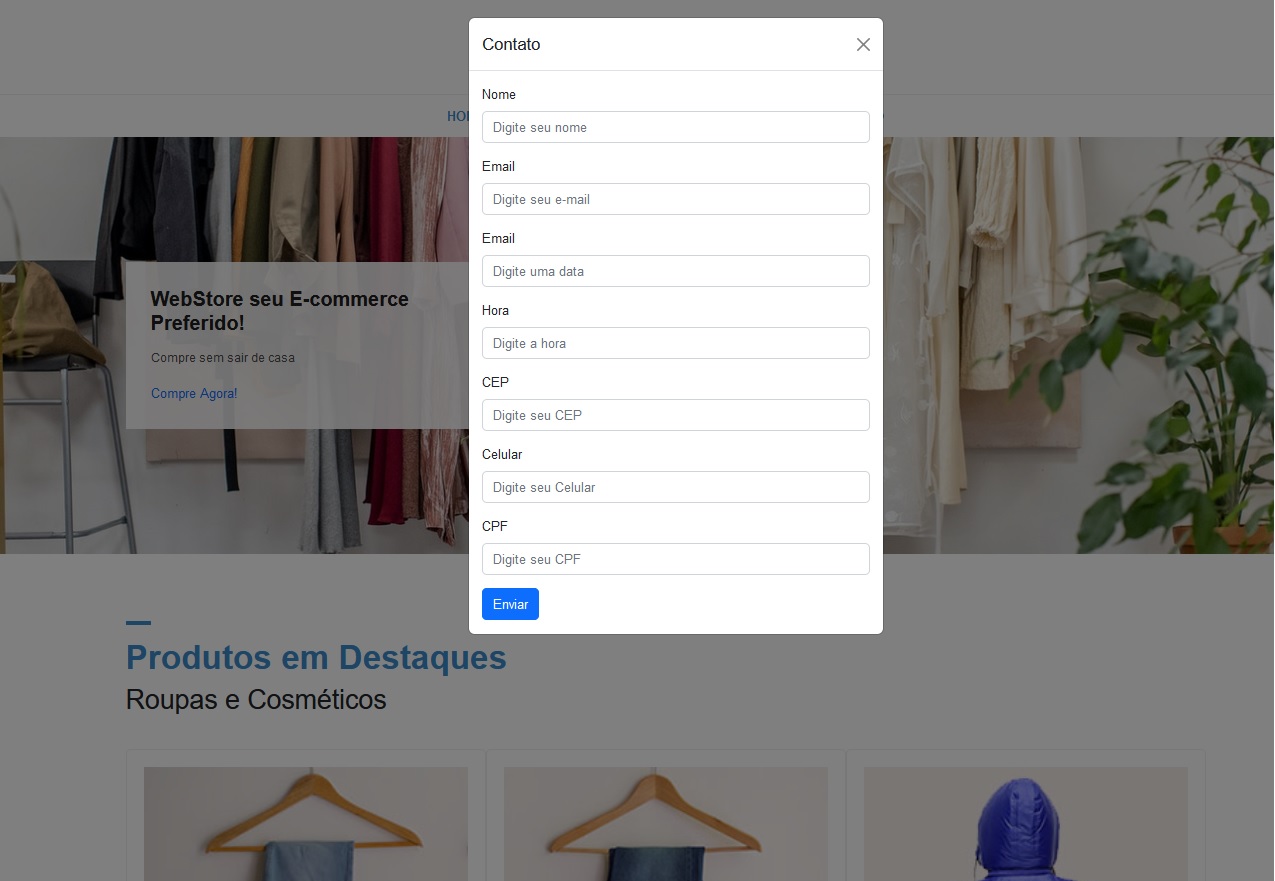 Contato
Nome
Digite seu nome
Email
Digite seu e-mail
Email
Digite uma data
Hora
Digite a hora
CEP
Digite seu CEP
Celular
Digite seu Celular
CPF
Digite seu CPF
Enviar
WebStore seu E-commerce
Preferido!
Compre sem sair de casa
Compre Agora!
Produtos em Destaques
Roupas e Cosméticos